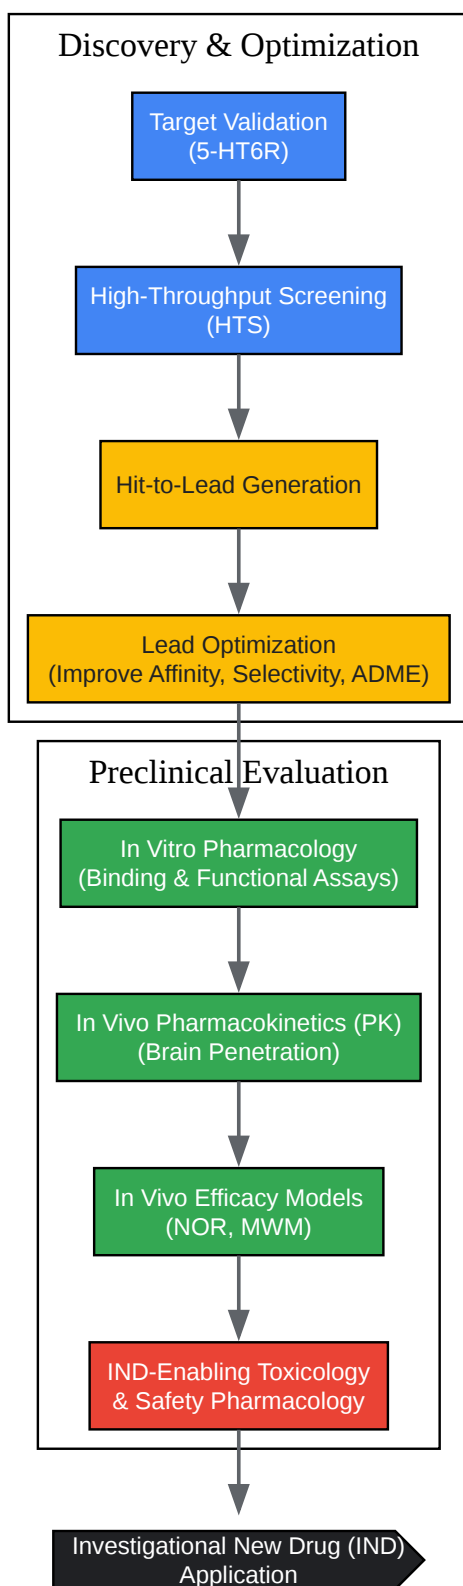 Discovery & Optimization
Target Validation
(5-HT6R)
High-Throughput Screening
(HTS)
Hit-to-Lead Generation
Lead Optimization
(Improve Affinity, Selectivity, ADME)
Preclinical Evaluation
In Vitro Pharmacology
(Binding & Functional Assays)
In Vivo Pharmacokinetics (PK)
(Brain Penetration)
In Vivo Efficacy Models
(NOR, MWM)
IND-Enabling Toxicology
& Safety Pharmacology
Investigational New Drug (IND)
Application